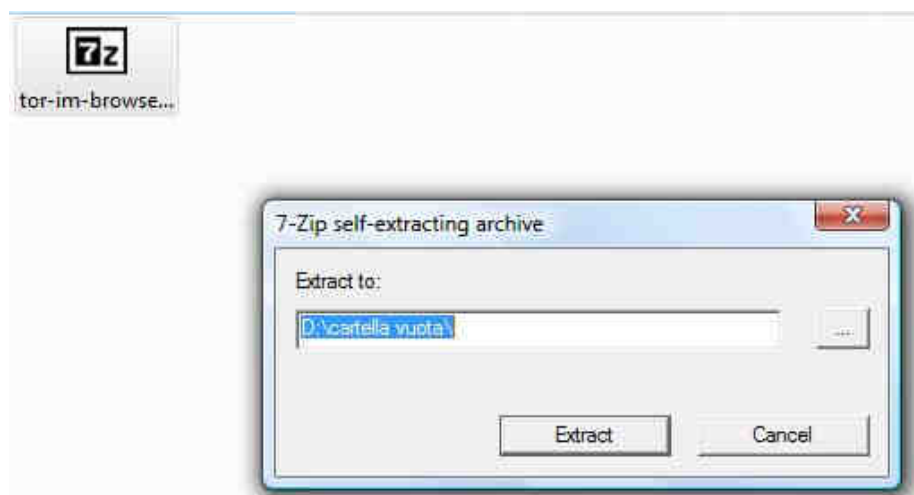 7z
tor-im-browse...
7-Zip self-extracting archive
Extract to:
D:\cartella vuota\
...
Extract
Cancel